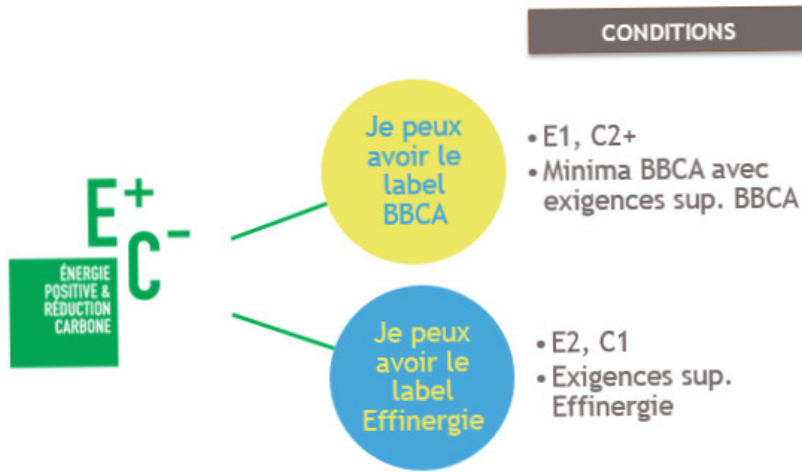 CONDITIONS
Je peux
avoir le
label
BBCA
• E1, C2+
• Minima BBCA avec
exigences sup. BBCA
E+
C-
ÉNERGIE
POSITIVE &
RÉDUCTION
CARBONE
Je peux
avoir le
label
Effinergie
• E2, C1
• Exigences sup.
Effinergie